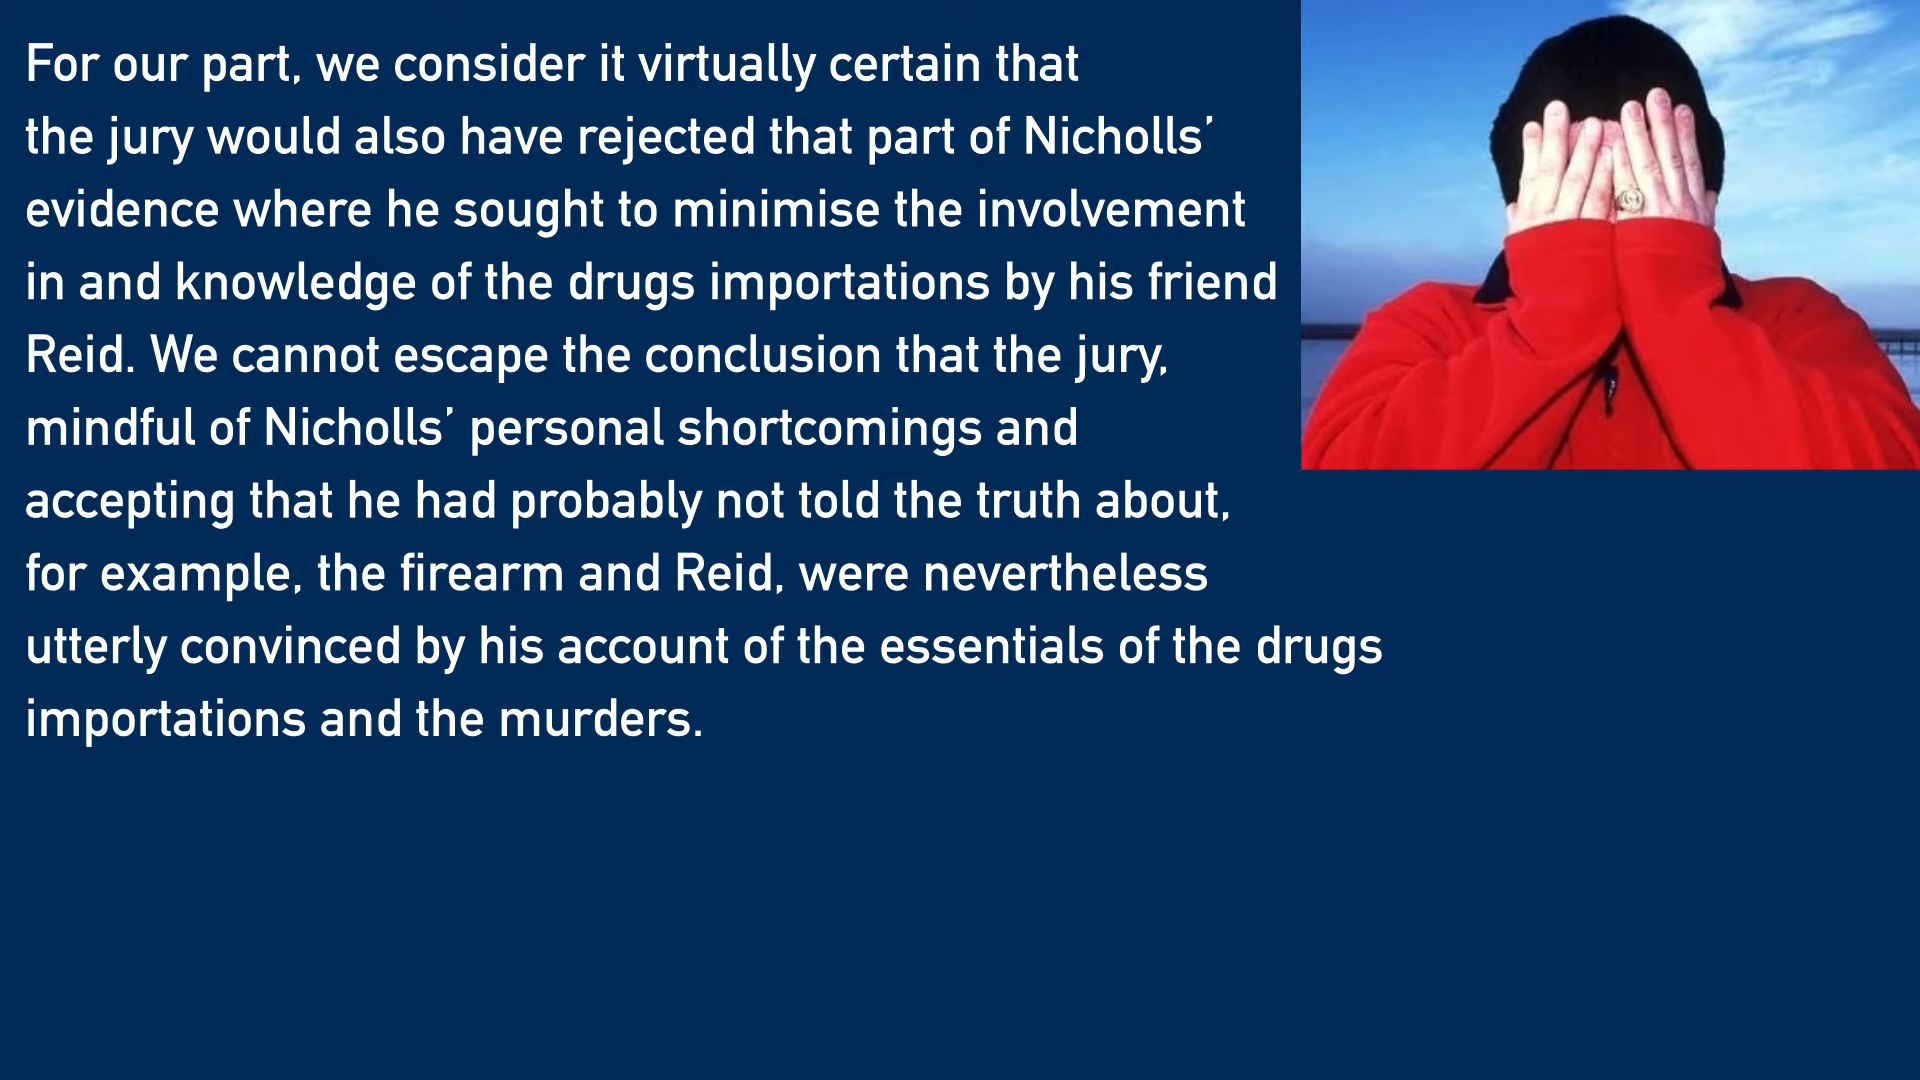 For our part, we consider it virtually certain that
the jury would also have rejected that part of Nicholls’
evidence where he sought to minimise the involvement
in and knowledge of the drugs importations by his friend
Reid. We cannot escape the conclusion that the jury,
mindful of Nicholls’ personal shortcomings and
accepting that he had probably not told the truth about,
for example, the firearm and Reid, were nevertheless
utterly convinced by his account of the essentials of the drugs
importations and the murders.